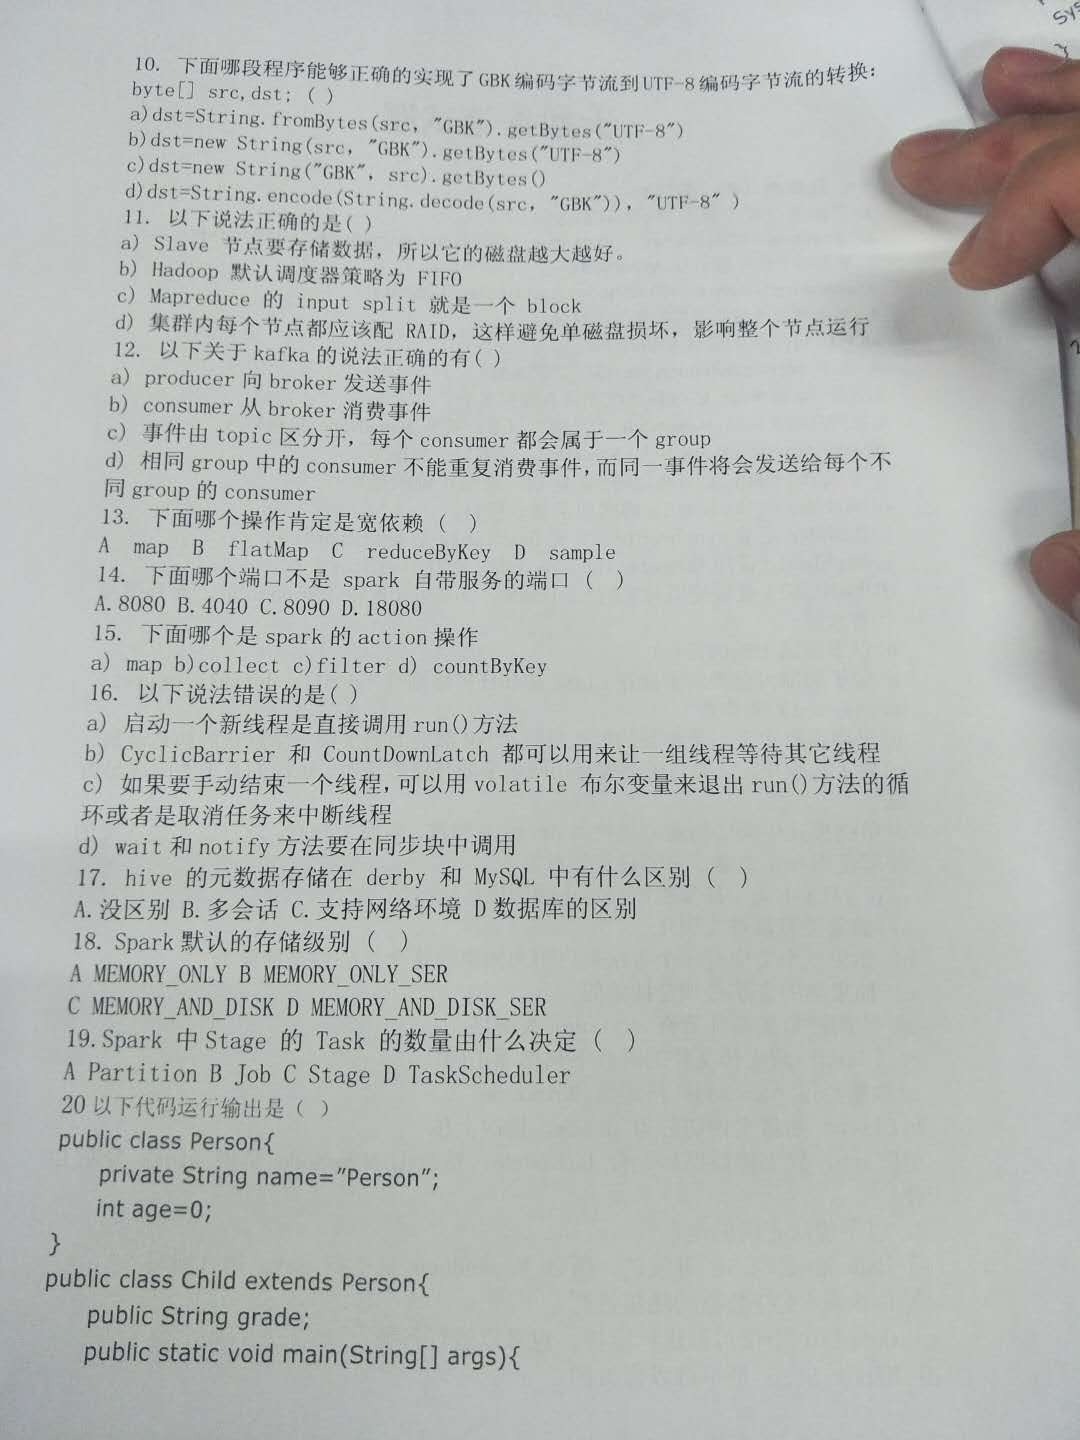 10. 下面哪段程序能够正确的实现了GBK编码字节流到UTF-8编码字节流的转换：
byte[] src,dst; ( )
a)dst=String.fromBytes(src, "GBK").getBytes("UTF-8")
b)dst=new String(src, "GBK").getBytes("UTF-8")
c)dst=new String("GBK", src).getBytes()
d)dst=String.encode(String.decode(src, "GBK")), "UTF-8" )
11. 以下说法正确的是( )
a) Slave 节点要存储数据，所以它的磁盘越大越好。
b) Hadoop 默认调度器策略为 FIFO
c) Mapreduce 的 input split 就是一个 block
d) 集群内每个节点都应该配 RAID，这样避免单磁盘损坏，影响整个节点运行
12. 以下关于kafka的说法正确的有( )
a) producer 向 broker 发送事件
b) consumer 从 broker 消费事件
c) 事件由 topic 区分开，每个 consumer 都会属于一个 group
d) 相同 group 中的 consumer 不能重复消费事件,而同一事件将会发送给每个不
同 group 的 consumer
13. 下面哪个操作肯定是宽依赖 ( )
A map B flatMap C reduceByKey D sample
14. 下面哪个端口不是 spark 自带服务的端口 ( )
A.8080 B.4040 C.8090 D.18080
15. 下面哪个是 spark 的 action 操作
a) map b)collect c)filter d) countByKey
16. 以下说法错误的是( )
a) 启动一个新线程是直接调用 run()方法
b) CyclicBarrier 和 CountDownLatch 都可以用来让一组线程等待其它线程
c) 如果要手动结束一个线程,可以用 volatile 布尔变量来退出 run()方法的循
环或者是取消任务来中断线程
d) wait 和 notify 方法要在同步块中调用
17. hive 的元数据存储在 derby 和 MySQL 中有什么区别 ( )
A.没区别 B.多会话 C.支持网络环境 D 数据库的区别
18. Spark 默认的存储级别 ( )
A MEMORY_ONLY B MEMORY_ONLY_SER
C MEMORY_AND_DISK D MEMORY_AND_DISK_SER
19.Spark 中 Stage 的 Task 的数量由什么决定 ( )
A Partition B Job C Stage D TaskScheduler
20 以下代码运行输出是 ( )
public class Person{
private String name="Person";
int age=0;
}
public class Child extends Person{
public String grade;
public static void main(String[] args){